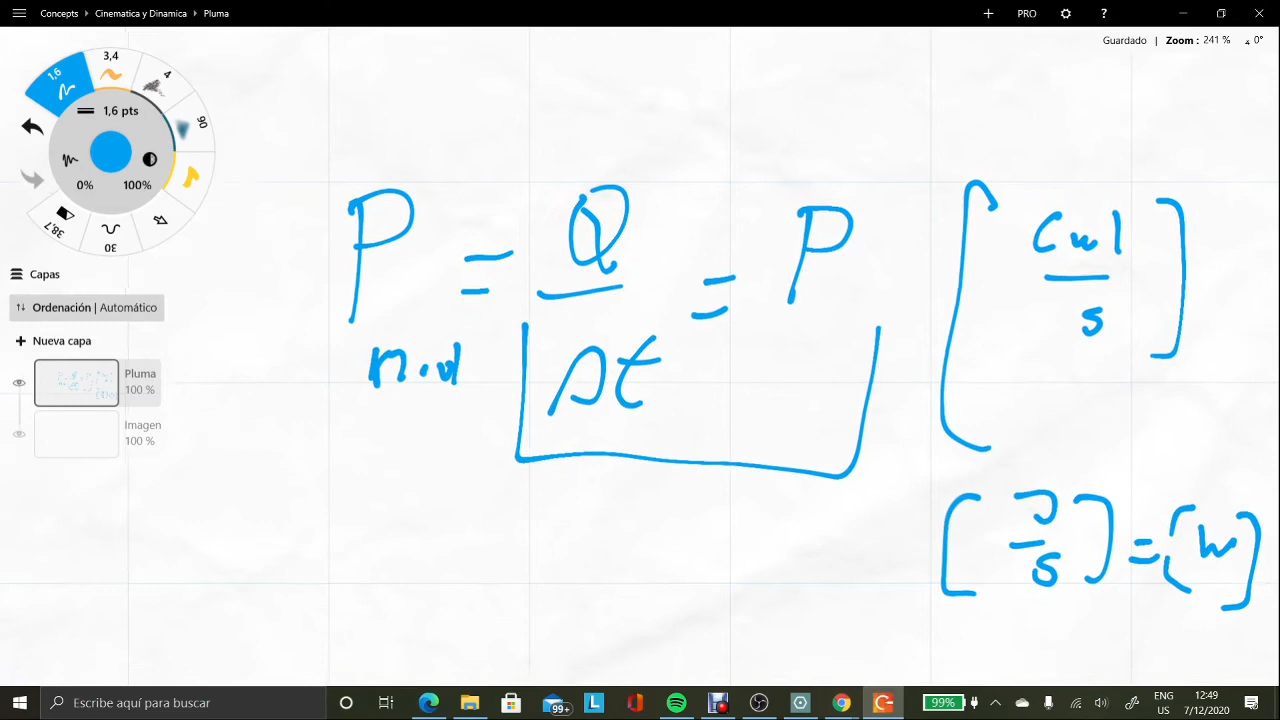 Concepts › Cinematica y Dinamica › Pluma
PRO
?
Guardado | Zoom : 241 % 0°
1,6
3,4
4
90
1,6 pts
0% 100%
38,7
30
Capas
Ordenación | Automático
Nueva capa
Pluma
100 %
Imagen
100 %
P = Q = P [ cal ]
Δt s
[ J ] = [ W ]
s
Escribe aquí para buscar
99+
99%
ENG
US
12:49
7/12/2020